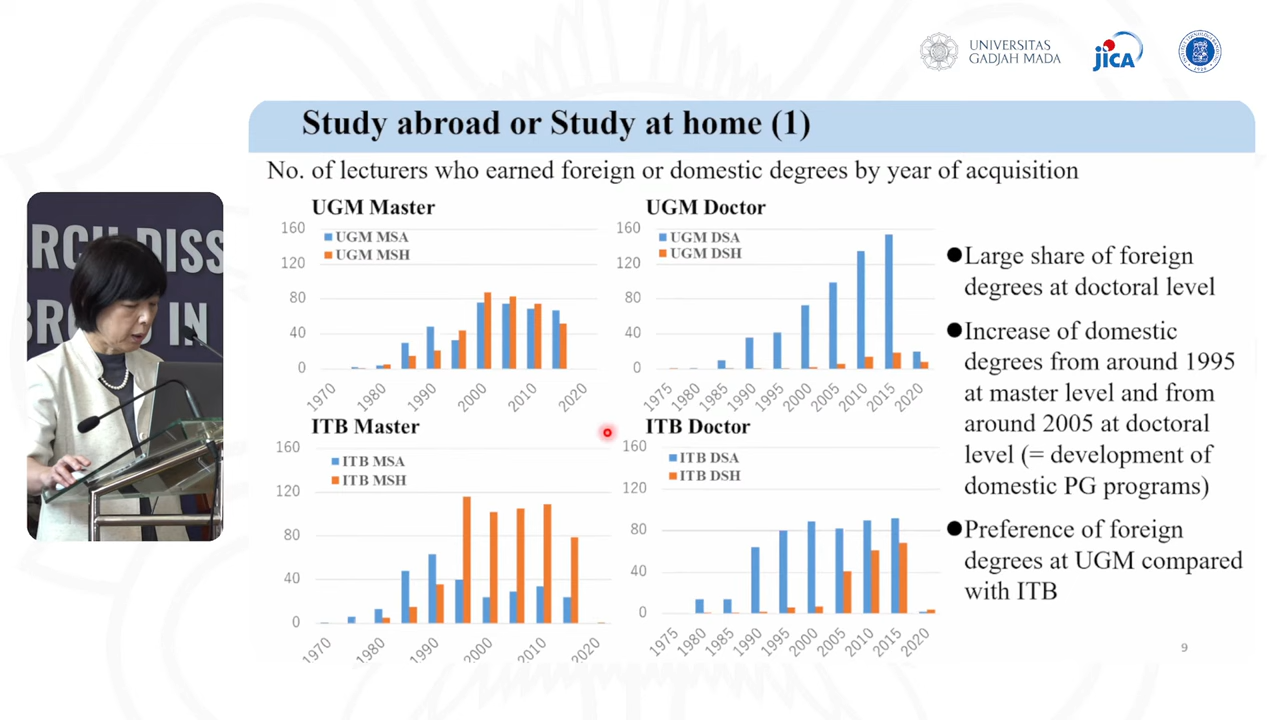 UNIVERSITAS
GADJAH MADA
JICA
Study abroad or Study at home (1)
No. of lecturers who earned foreign or domestic degrees by year of acquisition
UGM Master
160
120
80
40
0
UGM MSA
UGM MSH
1970
1980
1990
2000
2010
2020
UGM Doctor
160
120
80
40
0
UGM DSA
UGM DSH
1975
1980
1985
1990
1995
2000
2005
2010
2015
2020
ITB Master
160
120
80
40
0
ITB MSA
ITB MSH
1970
1980
1990
2000
2010
2020
ITB Doctor
160
120
80
40
0
ITB DSA
ITB DSH
1975
1980
1985
1990
1995
2000
2005
2010
2015
2020
●Large share of foreign
degrees at doctoral level
●Increase of domestic
degrees from around 1995
at master level and from
around 2005 at doctoral
level (= development of
domestic PG programs)
●Preference of foreign
degrees at UGM compared
with ITB
9
RCH DISS
BRO D IN